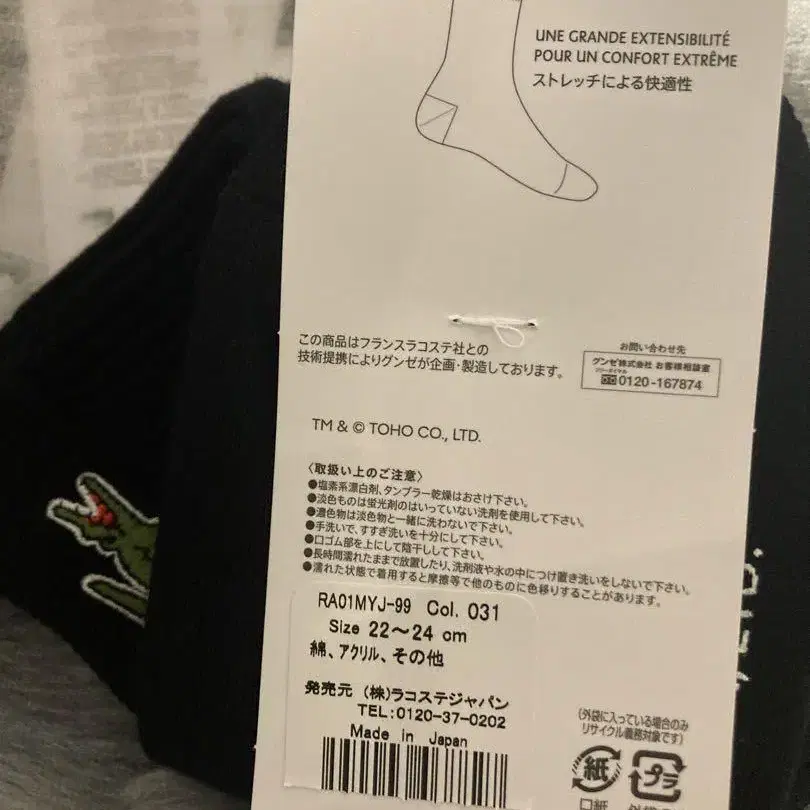 UNE GRANDE EXTENSIBILITÉ
POUR UN CONFORT EXTRÊME
ストレッチによる快適性
この商品はフランスラコステ社との
技術提携によりグンゼが企画・製造しております。
お問い合わせ先
グンゼ株式会社 お客様相談室
フリーダイヤル
0120-167874
TM & © TOHO CO., LTD.
〈取扱い上のご注意〉
●塩素系漂白剤、タンブラー乾燥はおさけ下さい。
●淡色ものは蛍光剤のはいっていない洗剤を使用して下さい。
●濃色物は淡色物と一緒に洗わないで下さい。
●手洗いで、すすぎ洗いを十分にして下さい。
●口ゴム部を上にして陰干しして下さい。
●長時間濡れたままで放置したり、洗剤液や水の中につけ置き洗いをしないで下さい。
●濡れた状態で着用すると摩擦等で他のものに色移りすることがあります。
RA01MYJ-99 Col. 031
Size 22〜24 cm
綿、アクリル、その他
発売元 (株)ラコステジャパン
TEL:0120-37-0202
Made in Japan
(外袋に入っている場合のみ
リサイクル義務対象です)
紙 プラ
口紙